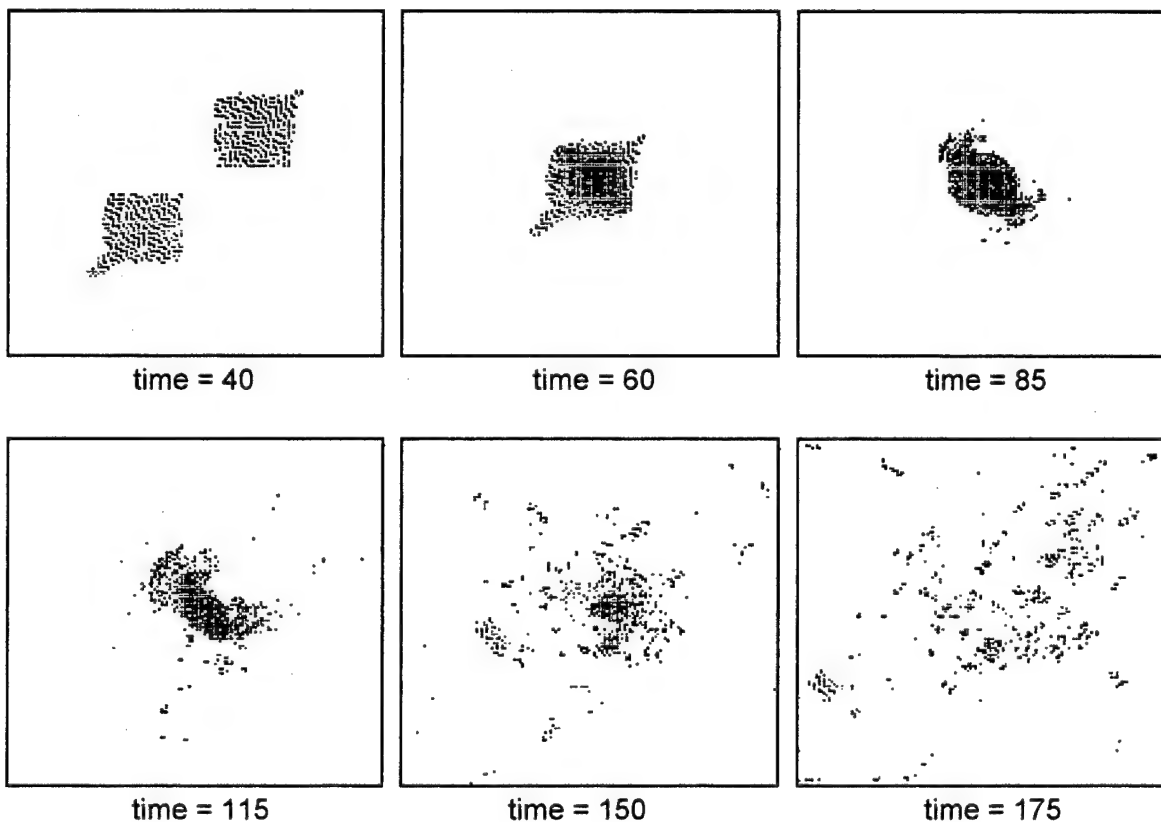 time = 40
time = 60
time = 85
time = 115
time = 150
time = 175